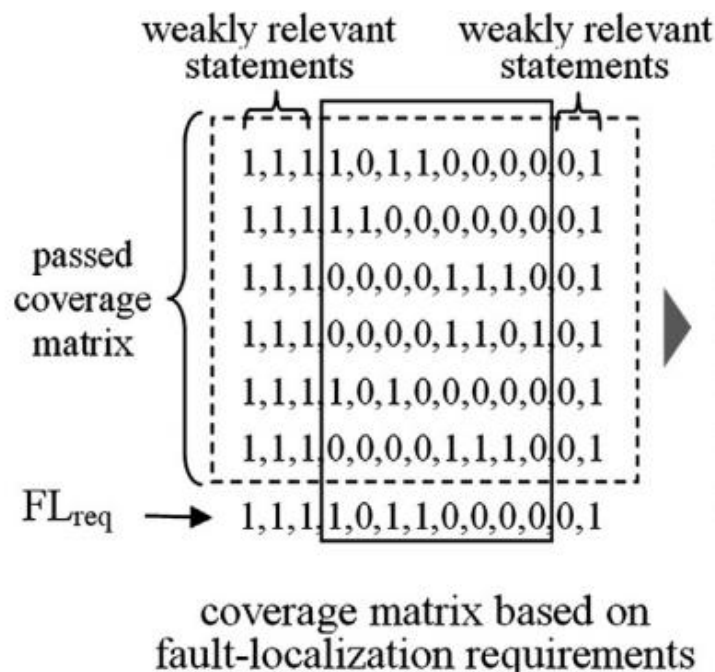 weakly relevant statements
weakly relevant statements
1,1,1,1,0,1,1,0,0,0,0,0,1
1,1,1,1,1,0,0,0,0,0,0,0,1
1,1,1,0,0,0,0,1,1,1,0,0,1
passed
coverage
matrix
1,1,1,0,0,0,0,1,1,0,1,0,1
1,1,1,1,0,1,0,0,0,0,0,0,1
1,1,1,0,0,0,0,1,1,1,0,0,1
FLreq
1,1,1,1,0,1,1,0,0,0,0,0,1
coverage matrix based on
fault-localization requirements